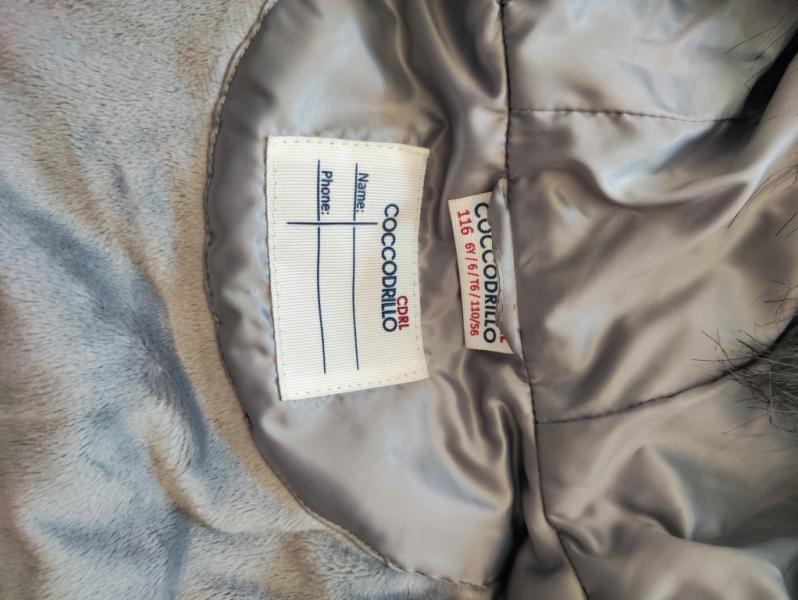 CDRL
COCCODRILLO
Name:
Phone:
COCCODRILLO
116 6Y / 6 / T6 / 110/56